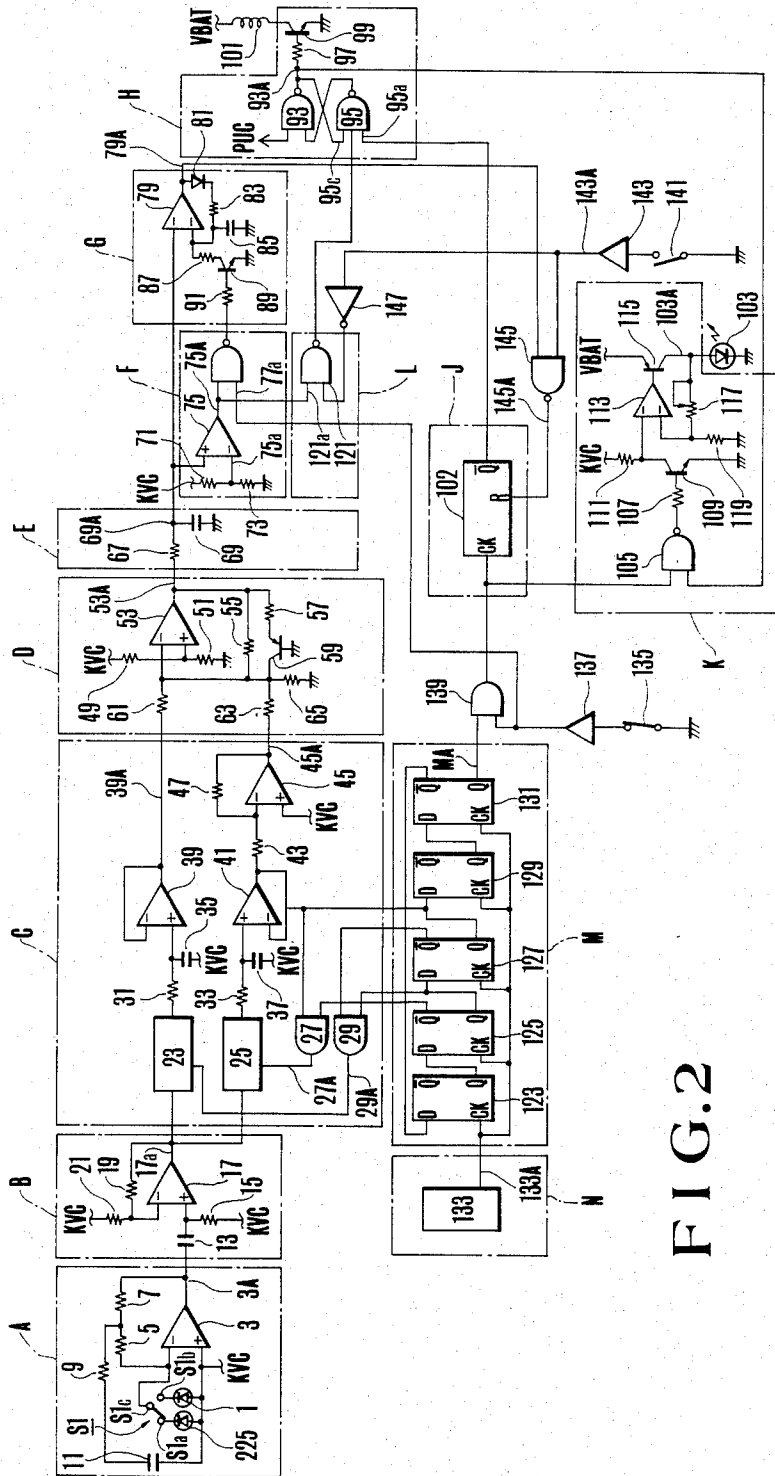 A
B
C
D
E
F
G
H
J
K
L
M
N
S1
S1a
S1b
S1c
1
225
3
3A
5
7
9
11
KVC
13
15
KVC
17
17a
19
21
KVC
23
25
27
27A
29
29A
31
33
35
KVC
37
KVC
39
39A
41
43
45
45A
47
KVC
49
KVC
51
53
53A
55
57
59
61
63
65
67
69
69A
71
KVC
73
75
75A
75a
77a
79
79A
81
83
85
87
89
91
PUC
93
93A
95
95a
95c
97
99
101
VBAT
121
121a
147
143A
143
141
145
145A
102
CK
R
Q
103
103A
105
107
109
111
KVC
113
115
VBAT
117
119
123
125
127
129
131
D
Q
Q
CK
D
Q
Q
CK
D
Q
Q
CK
D
Q
Q
CK
D
Q
Q
CK
MA
133
133A
135
137
139
FIG.2